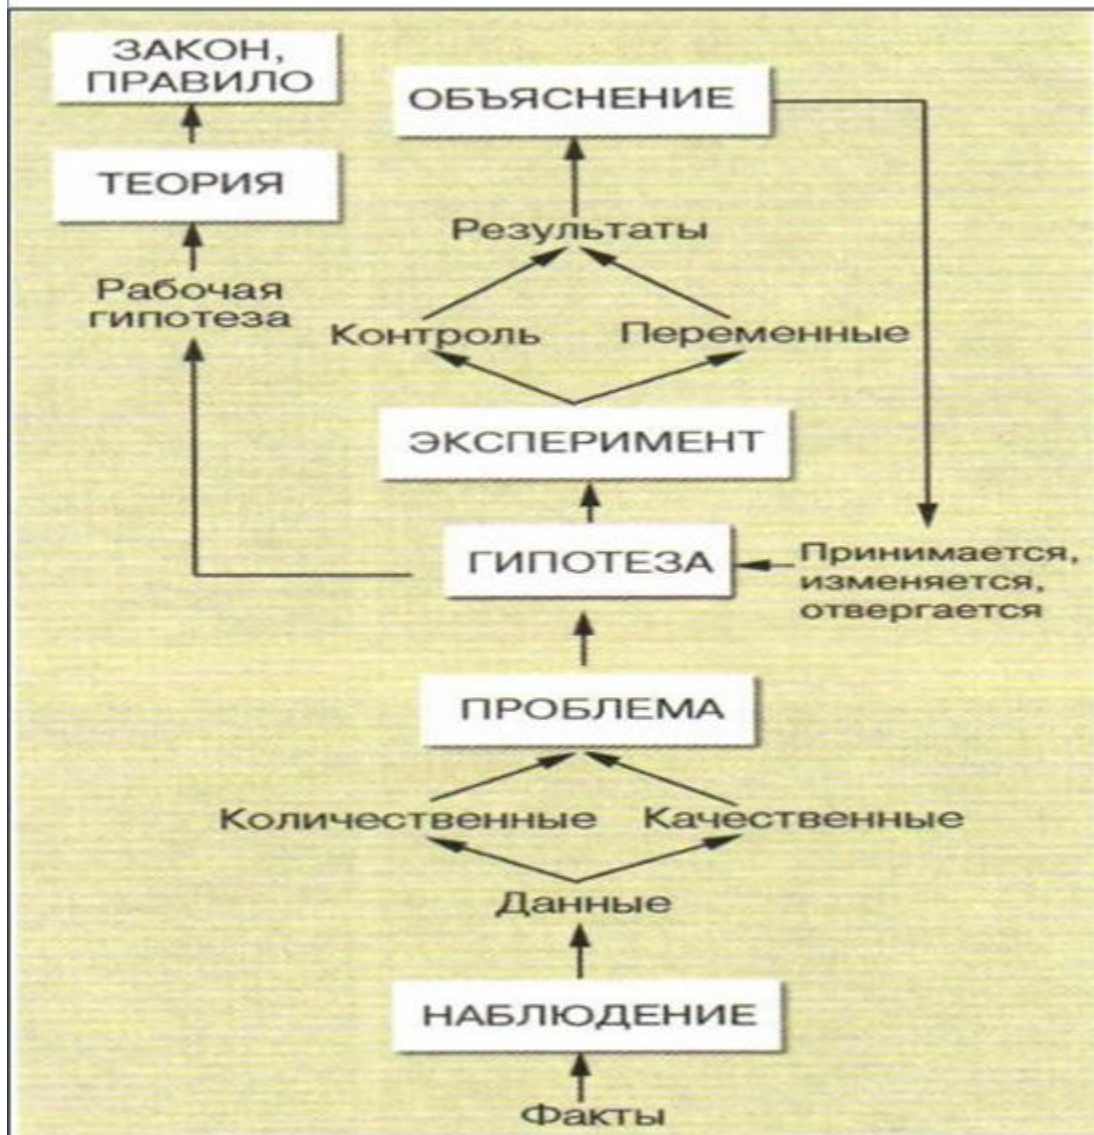 ЗАКОН,
ПРАВИЛО
ОБЪЯСНЕНИЕ
ТЕОРИЯ
Результаты
Рабочая
гипотеза
Контроль
Переменные
ЭКСПЕРИМЕНТ
ГИПОТЕЗА
Принимается,
изменяется,
отвергается
ПРОБЛЕМА
Количественные
Качественные
Данные
НАБЛЮДЕНИЕ
Факты